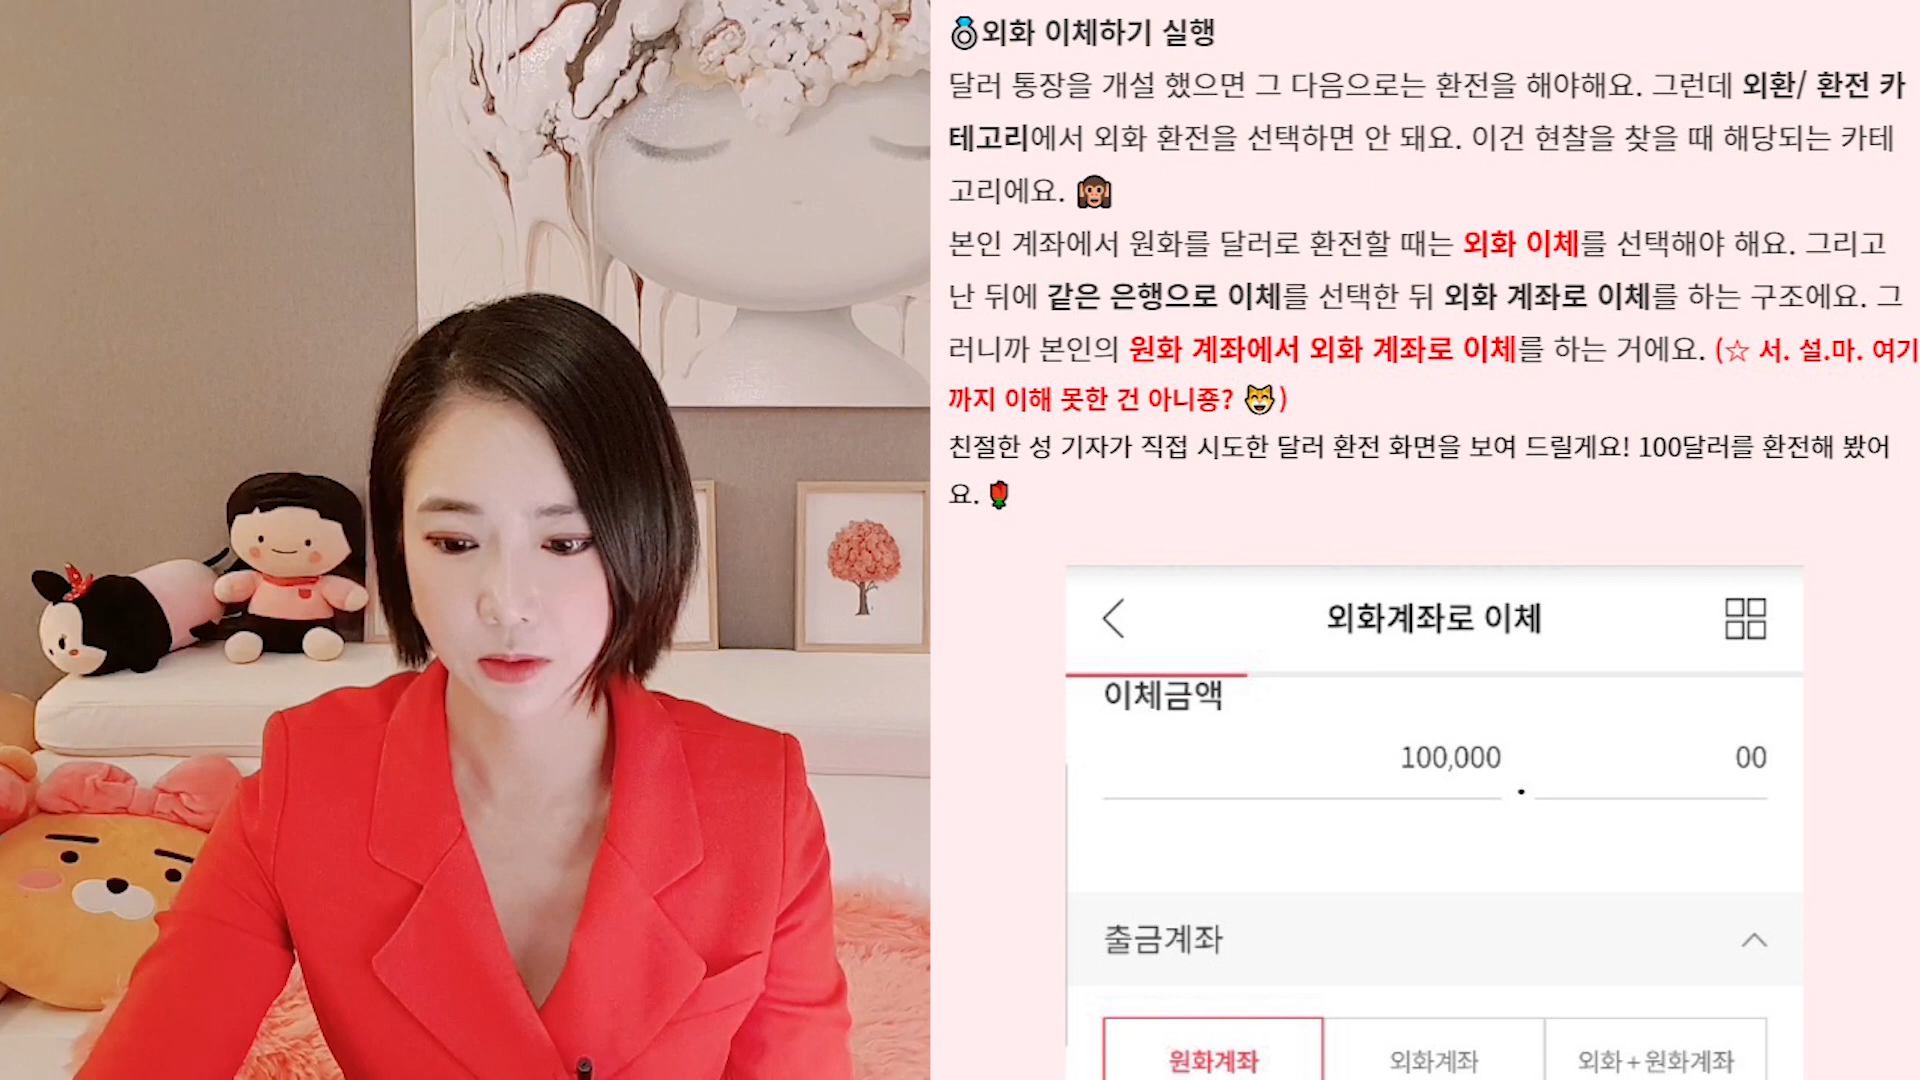 외화 이체하기 실행
달러 통장을 개설 했으면 그 다음으로는 환전을 해야해요. 그런데 외환/ 환전 카
테고리에서 외화 환전을 선택하면 안 돼요. 이건 현찰을 찾을 때 해당되는 카테
고리에요.
본인 계좌에서 원화를 달러로 환전할 때는 외화 이체를 선택해야 해요. 그리고
난 뒤에 같은 은행으로 이체를 선택한 뒤 외화 계좌로 이체를 하는 구조에요. 그
러니까 본인의 원화 계좌에서 외화 계좌로 이체를 하는 거에요. (☆ 서. 설.마. 여기
까지 이해 못한 건 아니죵? )
친절한 성 기자가 직접 시도한 달러 환전 화면을 보여 드릴게요! 100달러를 환전해 봤어
요.
외화계좌로 이체
이체금액
100,000 . 00
출금계좌
원화계좌 외화계좌 외화+원화계좌